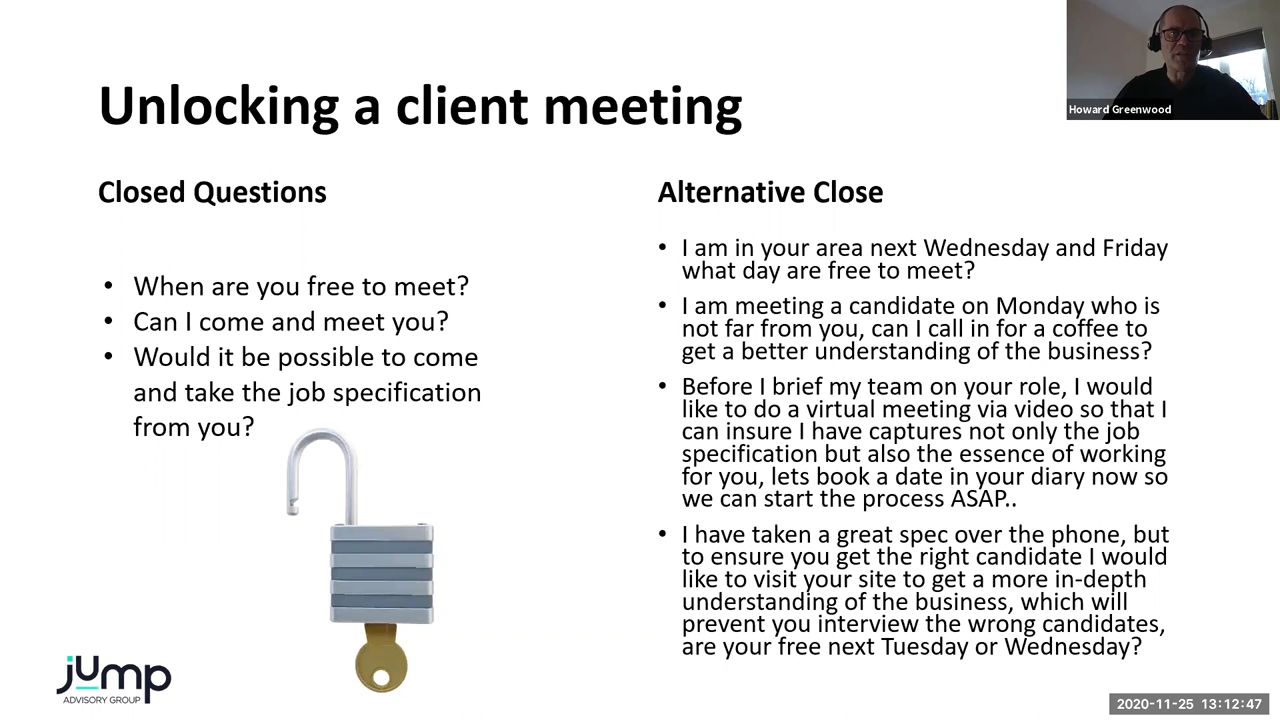 Unlocking a client meeting
Howard Greenwood
Closed Questions
• When are you free to meet?
• Can I come and meet you?
• Would it be possible to come
and take the job specification
from you?
Alternative Close
• I am in your area next Wednesday and Friday
what day are free to meet?
• I am meeting a candidate on Monday who is
not far from you, can I call in for a coffee to
get a better understanding of the business?
• Before I brief my team on your role, I would
like to do a virtual meeting via video so that I
can insure I have captures not only the job
specification but also the essence of working
for you, lets book a date in your diary now so
we can start the process ASAP..
• I have taken a great spec over the phone, but
to ensure you get the right candidate I would
like to visit your site to get a more in-depth
understanding of the business, which will
prevent you interview the wrong candidates,
are your free next Tuesday or Wednesday?
jump
ADVISORY GROUP
2020-11-25 13:12:47